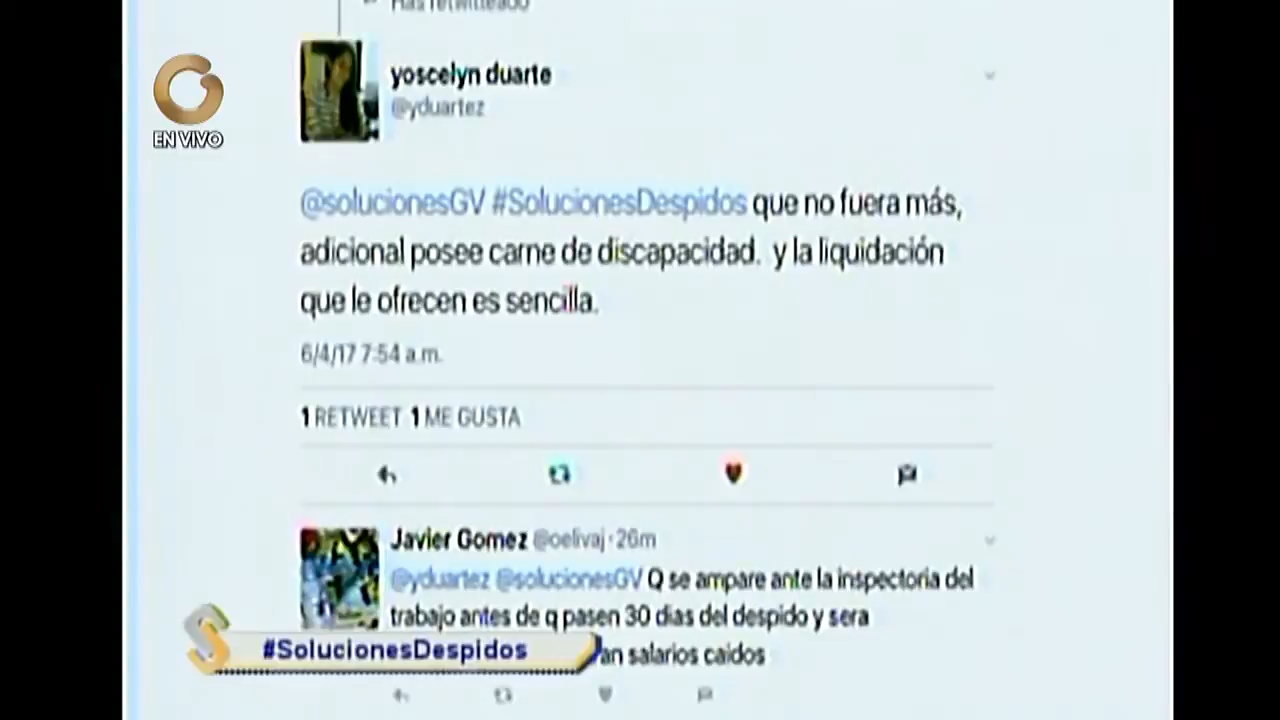 Has retwitteado
yoscelyn duarte
@yduartez
EN VIVO
@solucionesGV #SolucionesDespidos que no fuera más,
adicional posee carne de discapacidad. y la liquidación
que le ofrecen es sencilla.
6/4/17 7:54 a.m.
1 RETWEET 1 ME GUSTA
Javier Gomez @oelivaj · 26m
@yduartez @solucionesGV Q se ampare ante la inspectoria del
trabajo antes de q pasen 30 dias del despido y sera
an salarios caidos
S #SolucionesDespidos